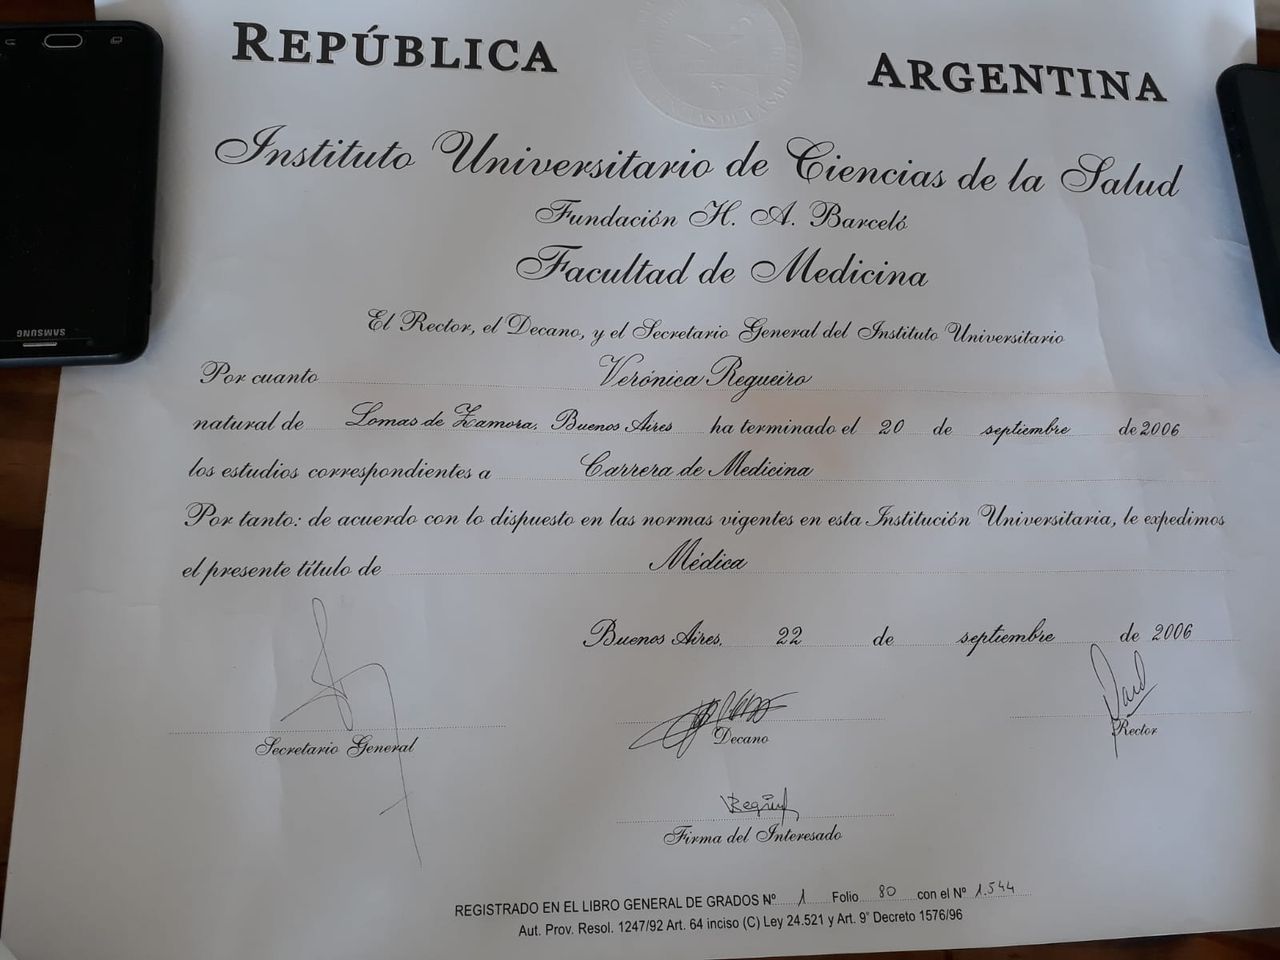 REPÚBLICA ARGENTINA
Instituto Universitario de Ciencias de la Salud
Fundación H. A. Barceló
Facultad de Medicina
El Rector, el Decano, y el Secretario General del Instituto Universitario
Por cuanto Verónica Regueiro
natural de Lomas de Zamora, Buenos Aires ha terminado el 20 de septiembre de 2006
los estudios correspondientes a Carrera de Medicina
Por tanto: de acuerdo con lo dispuesto en las normas vigentes en esta Institución Universitaria, le expedimos
el presente título de Médica
Buenos Aires, 22 de septiembre de 2006
Secretario General Decano Rector
Firma del Interesado
REGISTRADO EN EL LIBRO GENERAL DE GRADOS Nº 1 Folio 80 con el Nº 1.544
Aut. Prov. Resol. 1247/92 Art. 64 inciso (C) Ley 24.521 y Art. 9° Decreto 1576/96
SAMSUNG